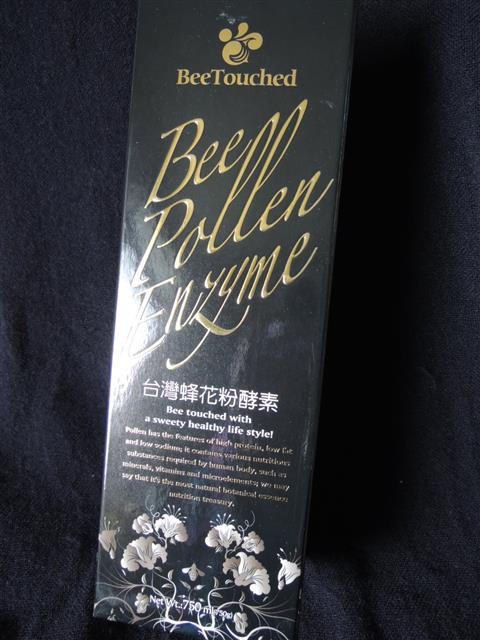 BeeTouched
Bee
Pollen
Enzyme
台灣蜂花粉酵素
Bee touched with
a sweety healthy life style!
Pollen has the features of high protein, low fat
and low sodium; it contains various nutritious
substances required by human body, such as
minerals, vitamins and microelements; we may
say that it's the most natural botanical essence
nutrition treasury.
Net Wt.:750 ml(750g)